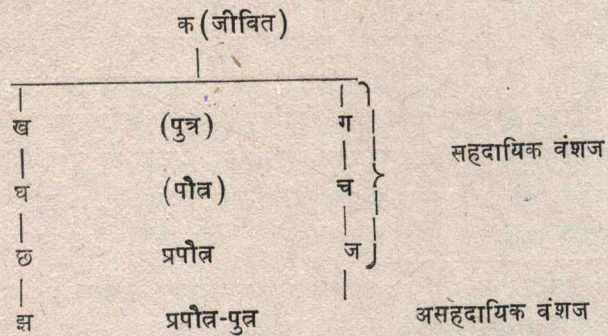 क (जीवित)
ख (पुत्र) ग
सहदायिक वंशज
घ (पौत्र) च
छ प्रपौत्र ज
झ प्रपौत्र-पुत्र असहदायिक वंशज